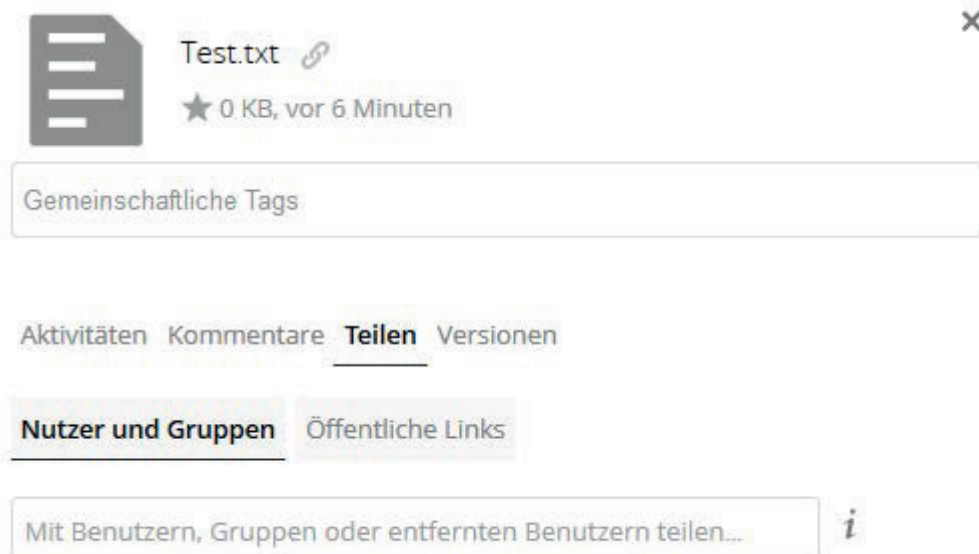 Test.txt
0 KB, vor 6 Minuten
Gemeinschaftliche Tags
Aktivitäten Kommentare Teilen Versionen
Nutzer und Gruppen Öffentliche Links
Mit Benutzern, Gruppen oder entfernten Benutzern teilen... i